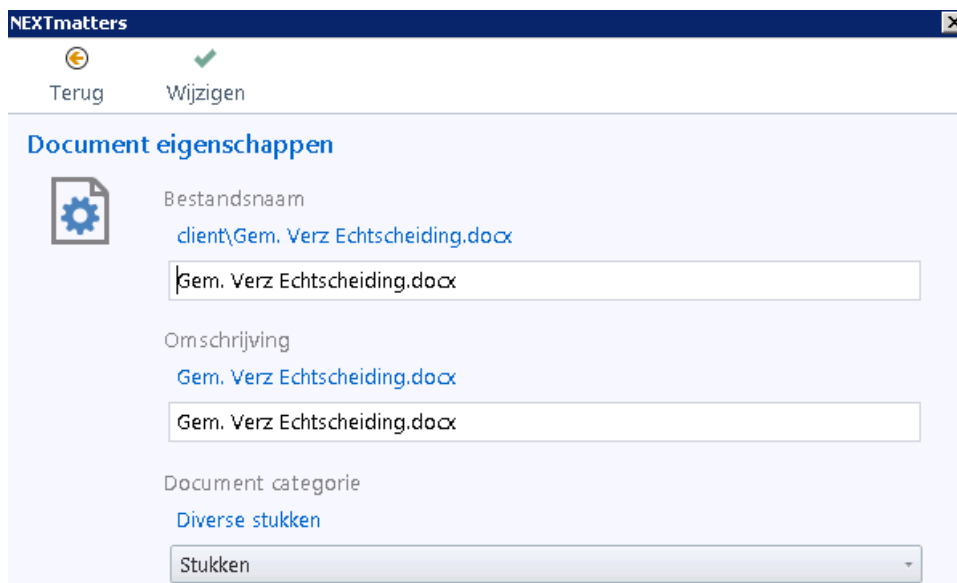 NEXTmatters
Terug Wijzigen
Document eigenschappen
Bestandsnaam
client\Gem. Verz Echtscheiding.docx
Gem. Verz Echtscheiding.docx
Omschrijving
Gem. Verz Echtscheiding.docx
Gem. Verz Echtscheiding.docx
Document categorie
Diverse stukken
Stukken